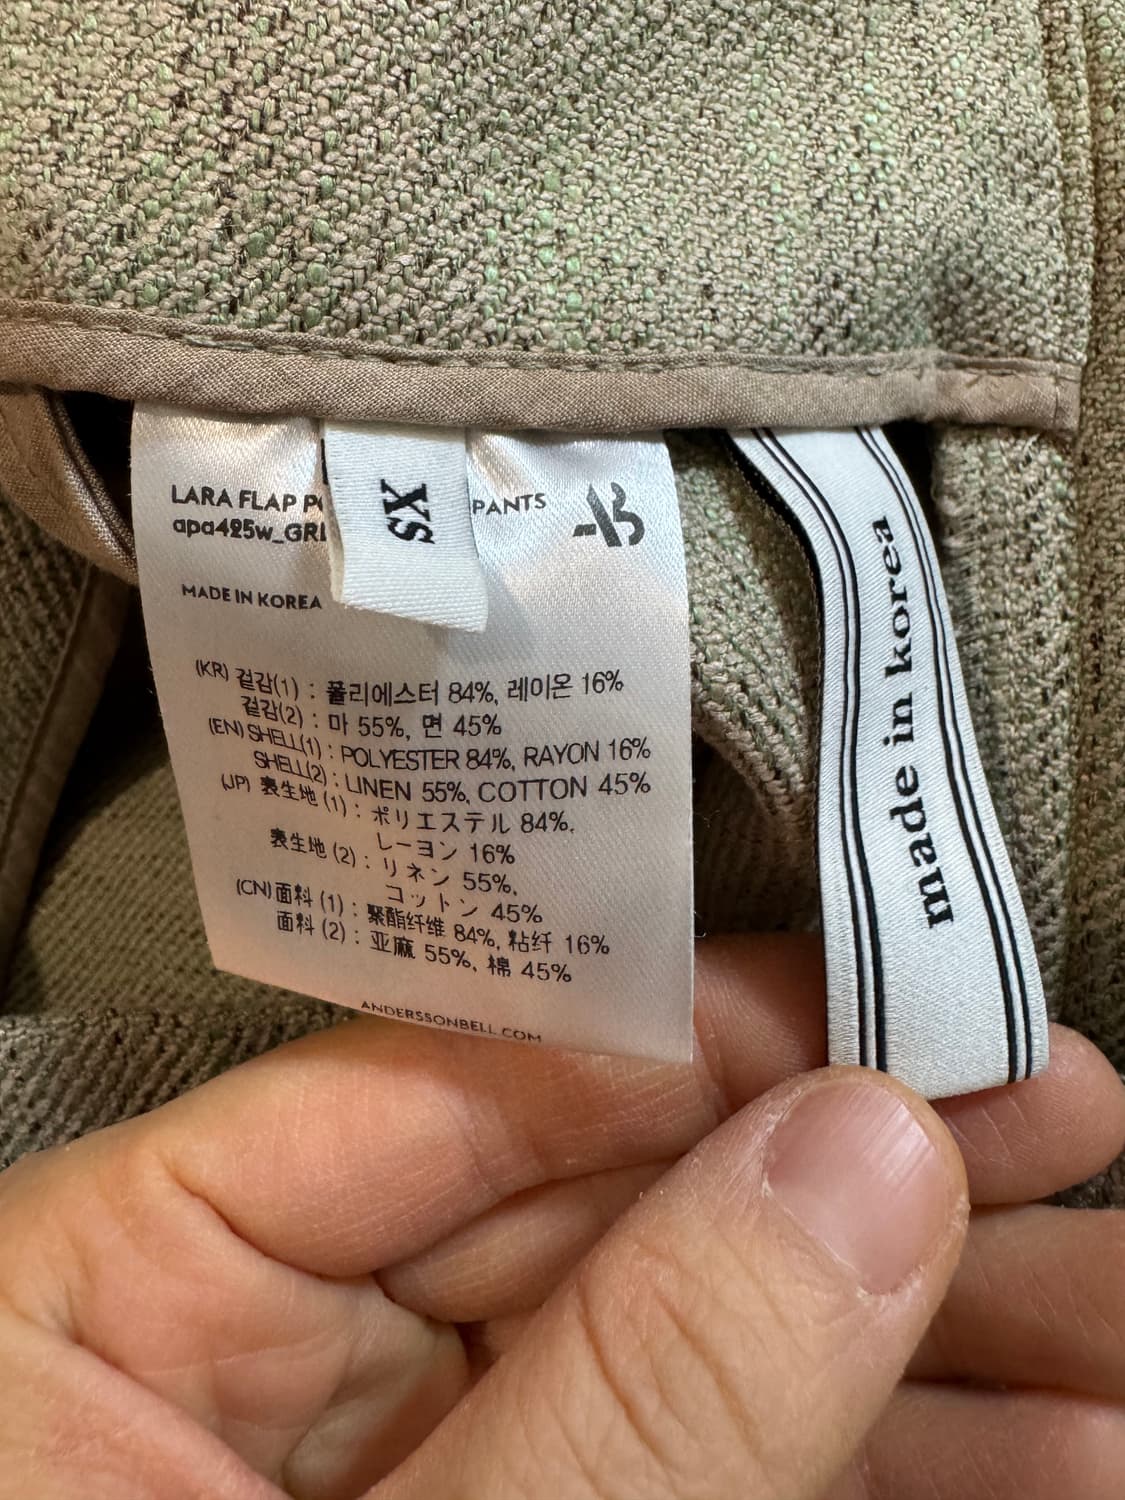 LARA FLAP PANTS
apa425w_GR
XS
AB
MADE IN KOREA
(KR) 겉감(1) : 폴리에스터 84%, 레이온 16%
겉감(2) : 마 55%, 면 45%
(EN) SHELL(1) : POLYESTER 84%, RAYON 16%
SHELL(2) : LINEN 55%, COTTON 45%
(JP) 表生地 (1) : ポリエステル 84%,
レーヨン 16%
表生地 (2) : リネン 55%,
コットン 45%
(CN) 面料 (1) : 聚酯纤维 84%, 粘纤 16%
面料 (2) : 亚麻 55%, 棉 45%
ANDERSSONBELL.COM
made in korea